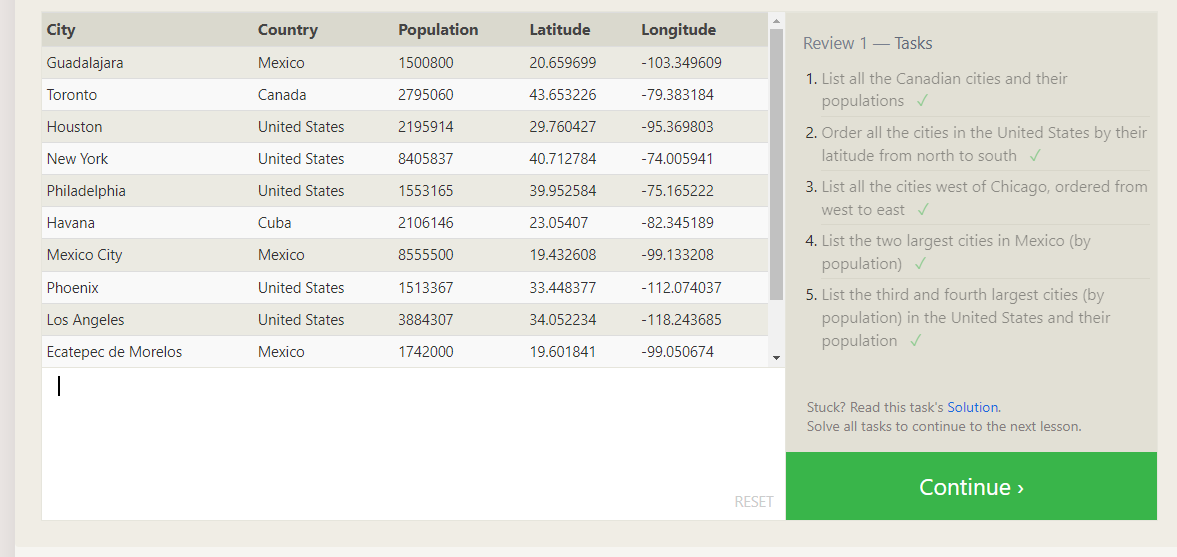 City Country Population Latitude Longitude
Guadalajara Mexico 1500800 20.659699 -103.349609
Toronto Canada 2795060 43.653226 -79.383184
Houston United States 2195914 29.760427 -95.369803
New York United States 8405837 40.712784 -74.005941
Philadelphia United States 1553165 39.952584 -75.165222
Havana Cuba 2106146 23.05407 -82.345189
Mexico City Mexico 8555500 19.432608 -99.133208
Phoenix United States 1513367 33.448377 -112.074037
Los Angeles United States 3884307 34.052234 -118.243685
Ecatepec de Morelos Mexico 1742000 19.601841 -99.050674
RESET
Review 1 — Tasks
1. List all the Canadian cities and their
populations ✓
2. Order all the cities in the United States by their
latitude from north to south ✓
3. List all the cities west of Chicago, ordered from
west to east ✓
4. List the two largest cities in Mexico (by
population) ✓
5. List the third and fourth largest cities (by
population) in the United States and their
population ✓
Stuck? Read this task's Solution.
Solve all tasks to continue to the next lesson.
Continue ›